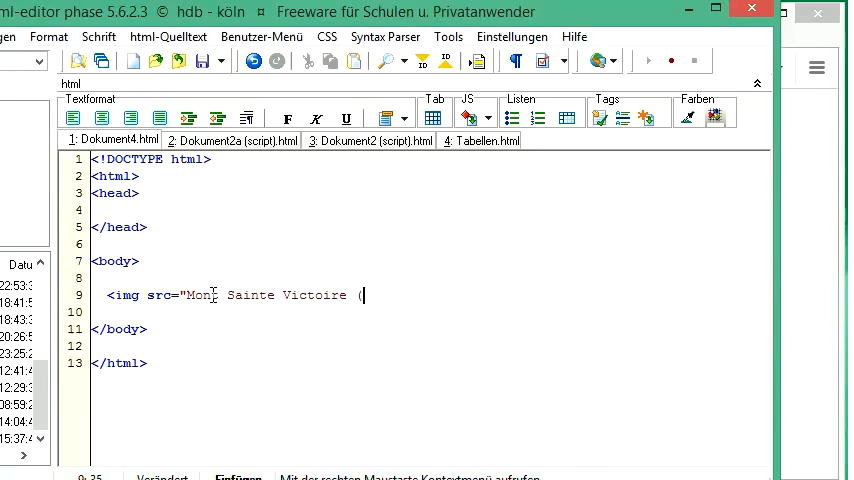 ml-editor phase 5.6.2.3 © hdb - köln ¤ Freeware für Schulen u. Privatanwender
gen Format Schrift html-Quelltext Benutzer-Menü CSS Syntax Parser Tools Einstellungen Hilfe
html
Textformat Tab JS Listen Tags Farben
F K U
1: Dokument4.html 2: Dokument2a (script).html 3: Dokument2 (script).html 4: Tabellen.html
1 <!DOCTYPE html>
2 <html>
3 <head>
4
5 </head>
6
7 <body>
8
9 <img src="Mont Sainte Victoire (
10
11 </body>
12
13 </html>
Datu
22:53:3
18:41:5
18:43:3
20:26:5
23:25:2
12:41:4
12:29:3
08:59:2
14:04:4
15:37:4
9: 35 Verändert Einfügen Mit der rechten Maustaste Kontextmenü aufrufen